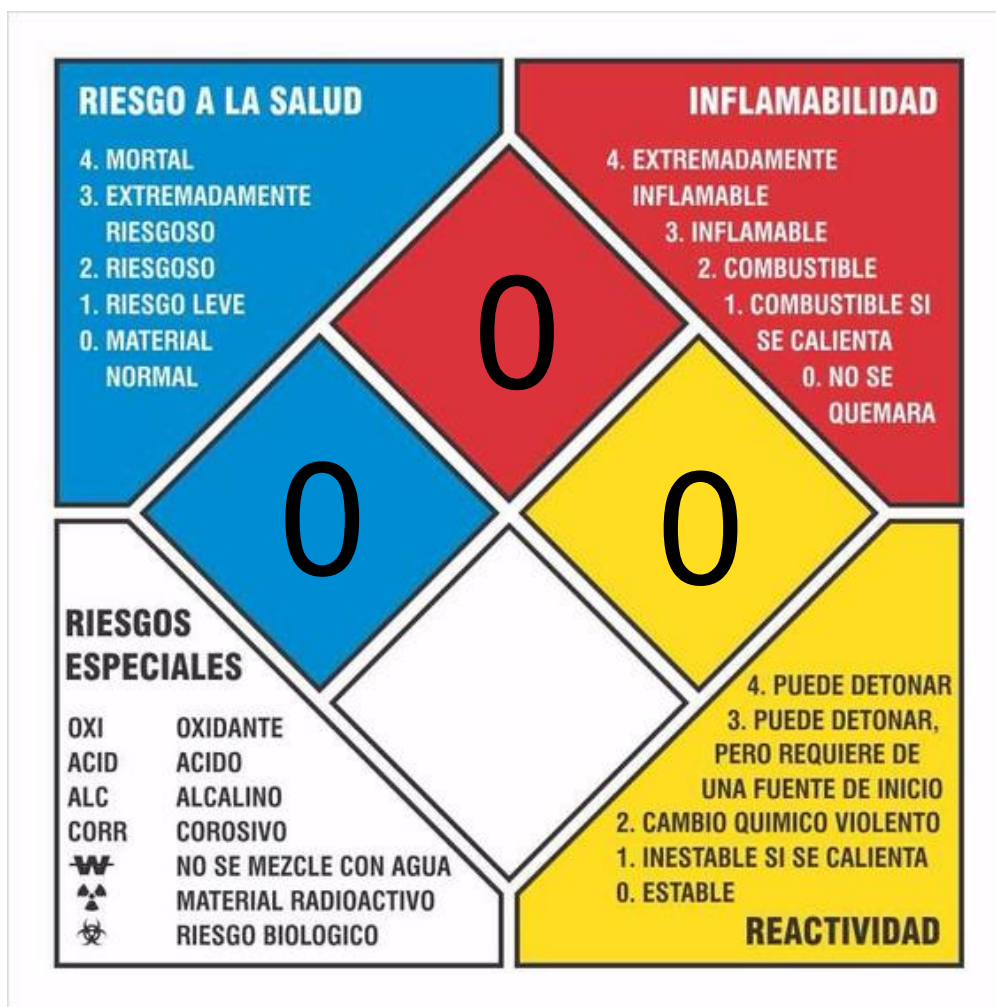 RIESGO A LA SALUD
4. MORTAL
3. EXTREMADAMENTE
RIESGOSO
2. RIESGOSO
1. RIESGO LEVE
0. MATERIAL
NORMAL
INFLAMABILIDAD
4. EXTREMADAMENTE
INFLAMABLE
3. INFLAMABLE
2. COMBUSTIBLE
1. COMBUSTIBLE SI
SE CALIENTA
0. NO SE
QUEMARA
0
0
0
RIESGOS
ESPECIALES
OXI OXIDANTE
ACID ACIDO
ALC ALCALINO
CORR COROSIVO
W NO SE MEZCLE CON AGUA
MATERIAL RADIOACTIVO
RIESGO BIOLOGICO
4. PUEDE DETONAR
3. PUEDE DETONAR,
PERO REQUIERE DE
UNA FUENTE DE INICIO
2. CAMBIO QUIMICO VIOLENTO
1. INESTABLE SI SE CALIENTA
0. ESTABLE
REACTIVIDAD